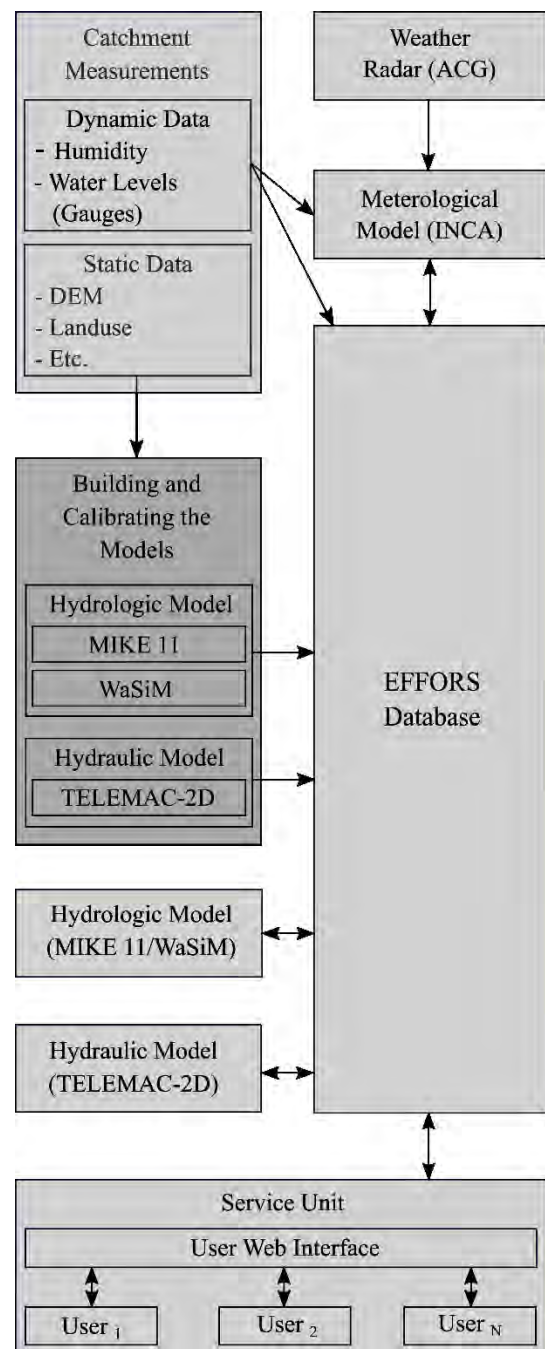 Catchment
Measurements
Dynamic Data
- Humidity
- Water Levels
(Gauges)
Static Data
- DEM
- Landuse
- Etc.
Weather
Radar (ACG)
Meterological
Model (INCA)
Building and
Calibrating the
Models
Hydrologic Model
MIKE 11
WaSiM
Hydraulic Model
TELEMAC-2D
EFFORS
Database
Hydrologic Model
(MIKE 11/WaSiM)
Hydraulic Model
(TELEMAC-2D)
Service Unit
User Web Interface
User 1
User 2
User N